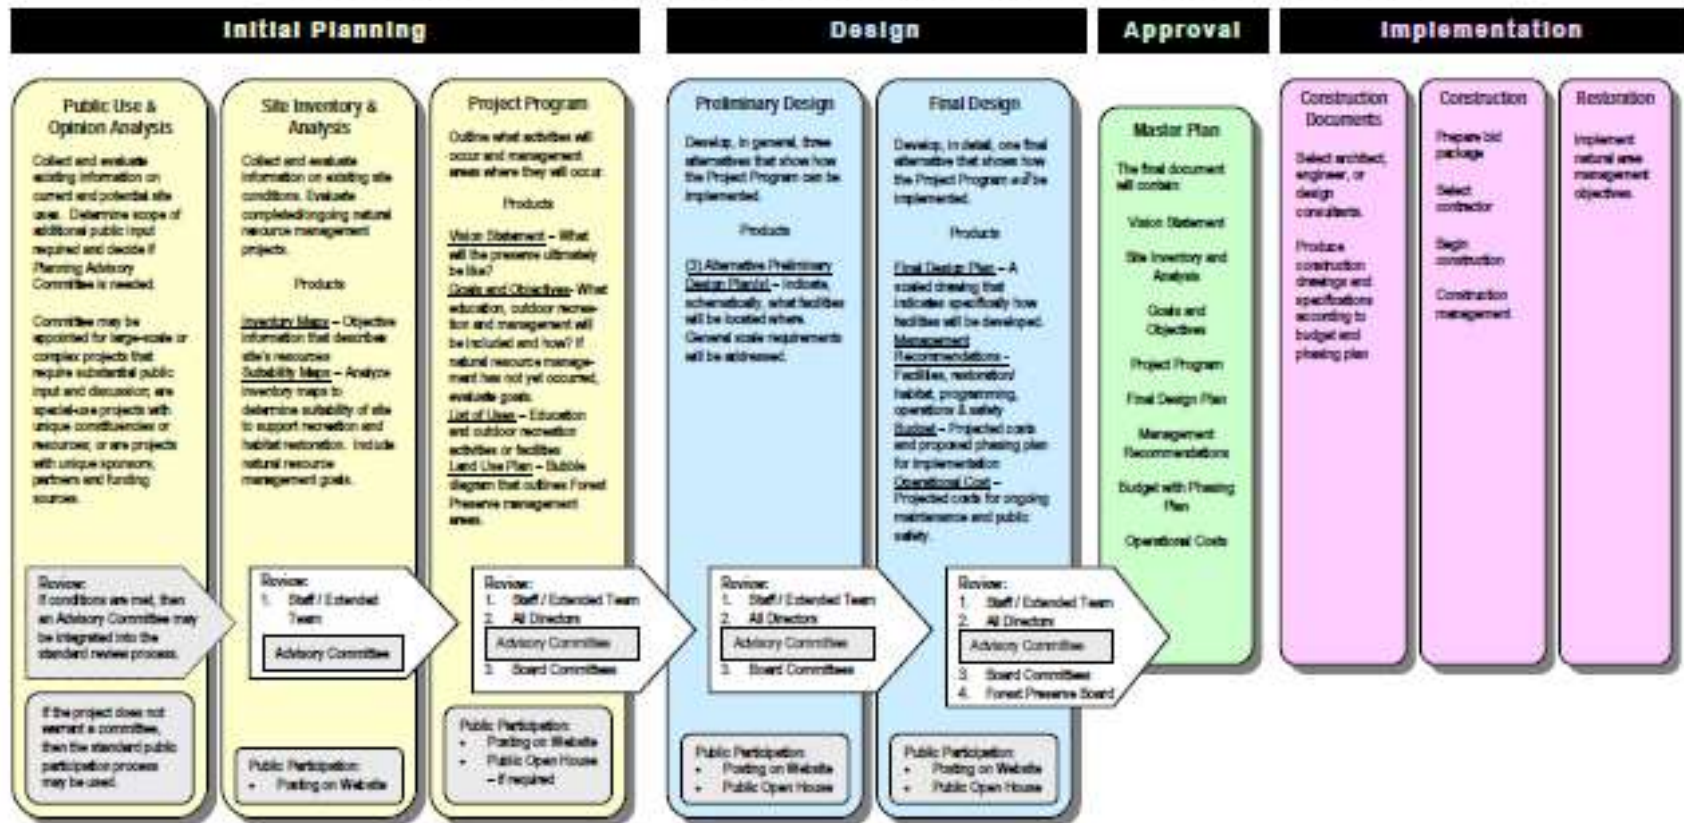 Initial Planning
Design
Approval
Implementation
Public Use &
Opinion Analysis
Collect and evaluate
existing information on
current and potential site
uses. Determine scope of
additional public input
required and decide if
Planning Advisory
Committee is needed.
Committee may be
appointed for large-scale or
complex projects that
require substantial public
input and discussion; are
special-use projects with
unique constituencies or
resources; or are projects
with unique sponsors,
partners and funding
sources.
Review:
If conditions are met, then
an Advisory Committee may
be integrated into the
standard review process.
If the project does not
warrant a committee,
then the standard public
participation process
may be used.
Site Inventory &
Analysis
Collect and evaluate
information on existing site
conditions. Evaluate
completed/ongoing natural
resource management
projects.
Products
Inventory Maps – Objective
information that describes
site's resources
Suitability Maps – Analyze
inventory maps to
determine suitability of site
to support recreation and
habitat restoration. Include
natural resource
management goals.
Review:
1. Staff / Extended
Team
Advisory Committee
Public Participation:
• Posting on Website
Project Program
Outline what activities will
occur and management
areas where they will occur.
Products
Vision Statement – What
will the preserve ultimately
be like?
Goals and Objectives- What
education, outdoor recrea-
tion and management will
be included and how? If
natural resource manage-
ment has not yet occurred,
evaluate goals.
List of Uses – Education
and outdoor recreation
activities or facilities
Land Use Plan – Bubble
diagram that outlines Forest
Preserve management
areas.
Review:
1. Staff / Extended Team
2. All Directors
Advisory Committee
3. Board Committees
Public Participation:
• Posting on Website
• Public Open House
– if required
Preliminary Design
Develop, in general, three
alternatives that show how
the Project Program can be
implemented.
Products
(3) Alternative Preliminary
Design Plan(s) – Indicate,
schematically, what facilities
will be located where.
General scale requirements
will be addressed.
Review:
1. Staff / Extended Team
2. All Directors
Advisory Committee
3. Board Committees
Public Participation:
• Posting on Website
• Public Open House
Final Design
Develop, in detail, one final
alternative that shows how
the Project Program will be
implemented.
Products
Final Design Plan – A
scaled drawing that
indicates specifically how
facilities will be developed.
Management
Recommendations –
Facilities, restoration/
habitat, programming,
operations & safety
Budget – Projected costs
and proposed phasing plan
for implementation
Operational Cost –
Projected costs for ongoing
maintenance and public
safety.
Review:
1. Staff / Extended Team
2. All Directors
Advisory Committee
3. Board Committees
4. Forest Preserve Board
Public Participation:
• Posting on Website
• Public Open House
Master Plan
The final document
will contain:
Vision Statement
Site Inventory and
Analysis
Goals and
Objectives
Project Program
Final Design Plan
Management
Recommendations
Budget with Phasing
Plan
Operational Costs
Construction
Documents
Select architect,
engineer, or
design
consultants.
Produce
construction
drawings and
specifications
according to
budget and
phasing plan
Construction
Prepare bid
package
Select
contractor
Begin
construction
Construction
management
Restoration
Implement
natural area
management
objectives.